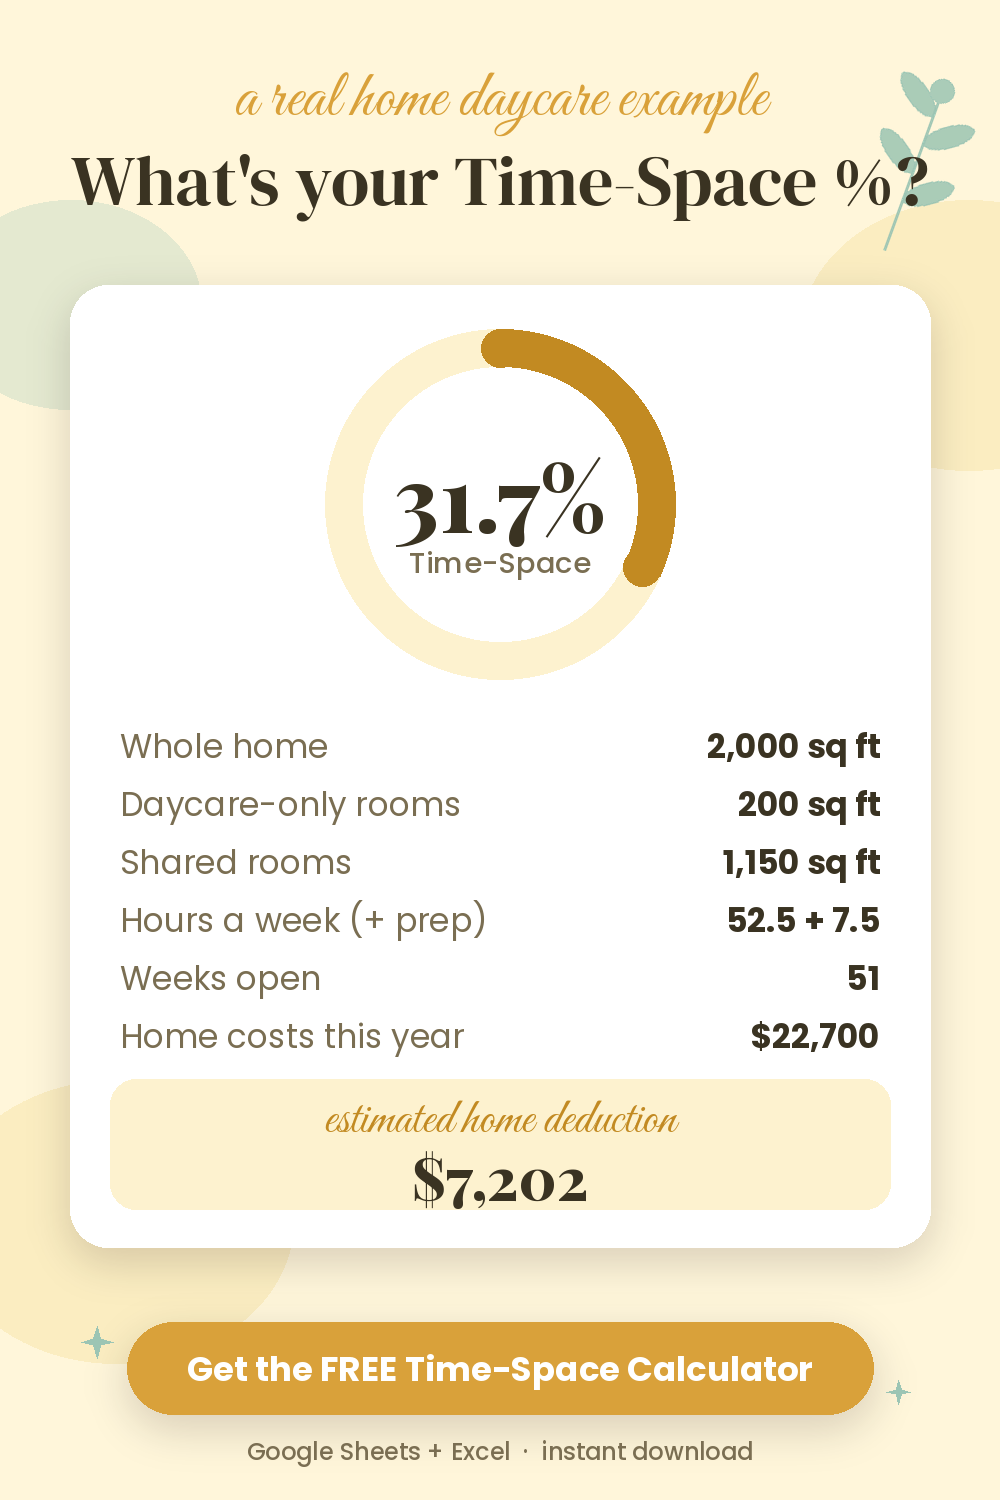 a real home daycare example
What's your Time-Space %?
31.7%
Time-Space
Whole home 2,000 sq ft
Daycare-only rooms 200 sq ft
Shared rooms 1,150 sq ft
Hours a week (+ prep) 52.5 + 7.5
Weeks open 51
Home costs this year $22,700
estimated home deduction
$7,202
Get the FREE Time-Space Calculator
Google Sheets + Excel · instant download